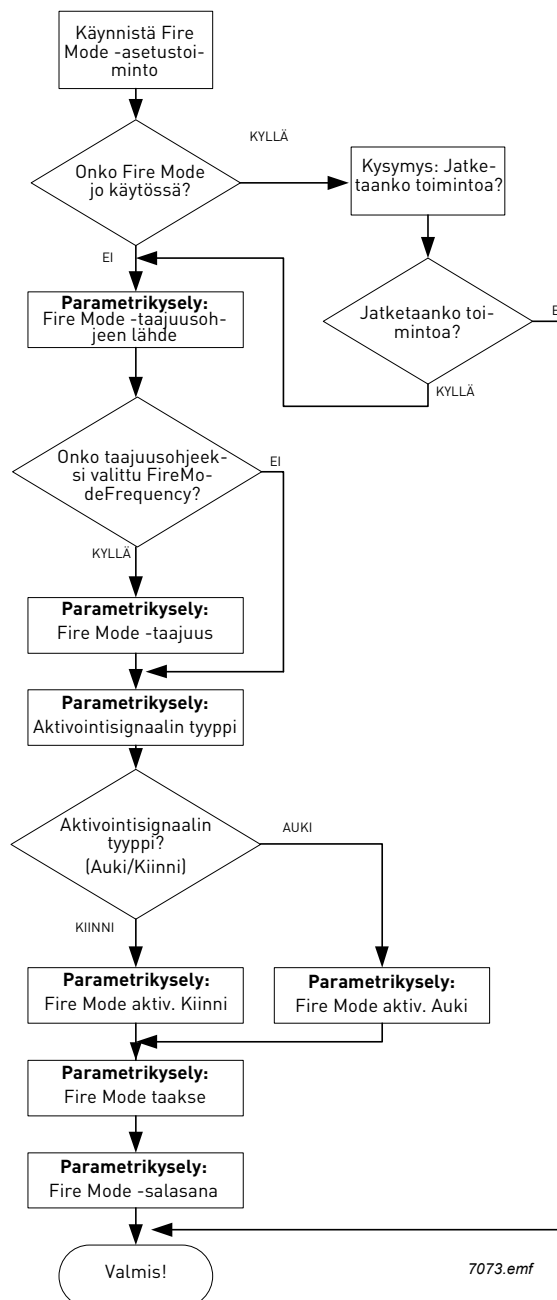 Käynnistä Fire
Mode -asetustoi-
minto
KYLLÄ
Onko Fire Mode
jo käytössä?
Kysymys: Jatke-
taanko toimintoa?
EI
Jatketaanko toi-
mintoa?
KYLLÄ
Parametrikysely:
Fire Mode -taajuusoh-
jeen lähde
Onko taajuusohjeek-
si valittu FireMo-
deFrequency?
EI
KYLLÄ
Parametrikysely:
Fire Mode -taajuus
Parametrikysely:
Aktivointisignaalin tyyppi
Aktivointisignaalin
tyyppi?
(Auki/Kiinni)
AUKI
KIINNI
Parametrikysely:
Fire Mode aktiv. Kiinni
Parametrikysely:
Fire Mode aktiv. Auki
Parametrikysely:
Fire Mode taakse
Parametrikysely:
Fire Mode -salasana
Valmis!
7073.emf